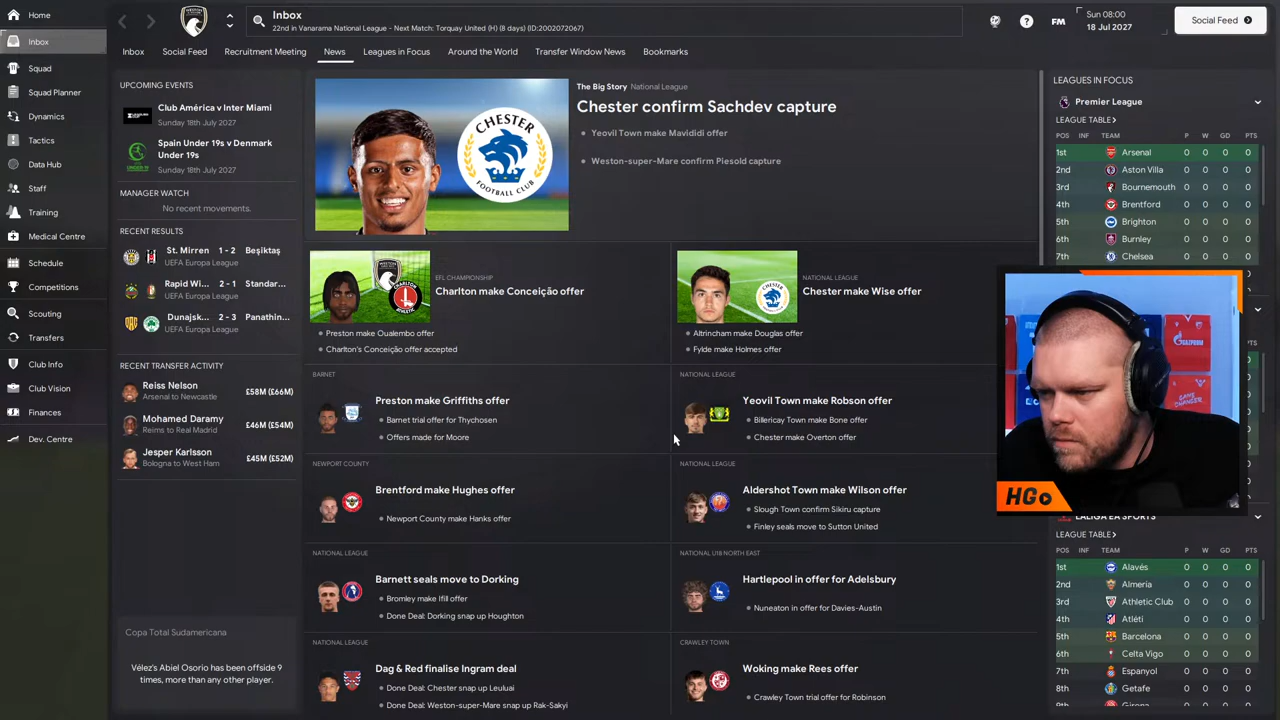 Home
Inbox
Squad
Squad Planner
Dynamics
Tactics
Data Hub
Staff
Training
Medical Centre
Schedule
Competitions
Scouting
Transfers
Club Info
Club Vision
Finances
Dev. Centre
Inbox
22nd in Vanarama National League - Next Match: Torquay United (H) (8 days) (ID:2002072067)
?
FM
Sun 08:00
18 Jul 2027
Social Feed
Inbox
Social Feed
Recruitment Meeting
News
Leagues in Focus
Around the World
Transfer Window News
Bookmarks
UPCOMING EVENTS
Club América v Inter Miami
Sunday 18th July 2027
Spain Under 19s v Denmark
Under 19s
Sunday 18th July 2027
MANAGER WATCH
No recent movements.
RECENT RESULTS
St. Mirren 1 - 2 Beşiktaş
UEFA Europa League
Rapid Wi... 2 - 1 Standar...
UEFA Europa League
Dunajsk... 2 - 3 Panathin...
UEFA Europa League
RECENT TRANSFER ACTIVITY
Reiss Nelson
Arsenal to Newcastle
£58M (£66M)
Mohamed Daramy
Reims to Real Madrid
£46M (£54M)
Jesper Karlsson
Bologna to West Ham
£45M (£52M)
Copa Total Sudamericana
Vélez's Abiel Osorio has been offside 9
times, more than any other player.
CHESTER
FOOTBALL CLUB
The Big Story National League
Chester confirm Sachdev capture
Yeovil Town make Mavididi offer
Weston-super-Mare confirm Piesold capture
EFL CHAMPIONSHIP
Charlton make Conceição offer
Preston make Oualembo offer
Charlton's Conceição offer accepted
NATIONAL LEAGUE
Chester make Wise offer
Altrincham make Douglas offer
Fylde make Holmes offer
BARNET
Preston make Griffiths offer
Barnet trial offer for Thychosen
Offers made for Moore
NATIONAL LEAGUE
Yeovil Town make Robson offer
Billericay Town make Bone offer
Chester make Overton offer
NEWPORT COUNTY
Brentford make Hughes offer
Newport County make Hanks offer
NATIONAL LEAGUE
Aldershot Town make Wilson offer
Slough Town confirm Sikiru capture
Finley seals move to Sutton United
NATIONAL LEAGUE
Barnett seals move to Dorking
Bromley make Ifill offer
Done Deal: Dorking snap up Houghton
NATIONAL U18 NORTH EAST
Hartlepool in offer for Adelsbury
Nuneaton in offer for Davies-Austin
NATIONAL LEAGUE
Dag & Red finalise Ingram deal
Done Deal: Chester snap up Leuluai
Done Deal: Weston-super-Mare snap up Rak-Sakyi
CRAWLEY TOWN
Woking make Rees offer
Crawley Town trial offer for Robinson
LEAGUES IN FOCUS
Premier League
LEAGUE TABLE
POS INF TEAM P W GD PTS
1st Arsenal 0 0 0 0
2nd Aston Villa 0 0 0 0
3rd Bournemouth 0 0 0 0
4th Brentford 0 0 0 0
5th Brighton 0 0 0 0
6th Burnley 0 0 0 0
7th Chelsea 0 0 0 0
GAZPROM
HG
LALIGA EA SPORTS
LEAGUE TABLE
POS INF TEAM P W GD PTS
1st Alavés 0 0 0 0
2nd Almería 0 0 0 0
3rd Athletic Club 0 0 0 0
4th Atléti 0 0 0 0
5th Barcelona 0 0 0 0
6th Celta Vigo 0 0 0 0
7th Espanyol 0 0 0 0
8th Getafe 0 0 0 0
9th Girona 0 0 0 0